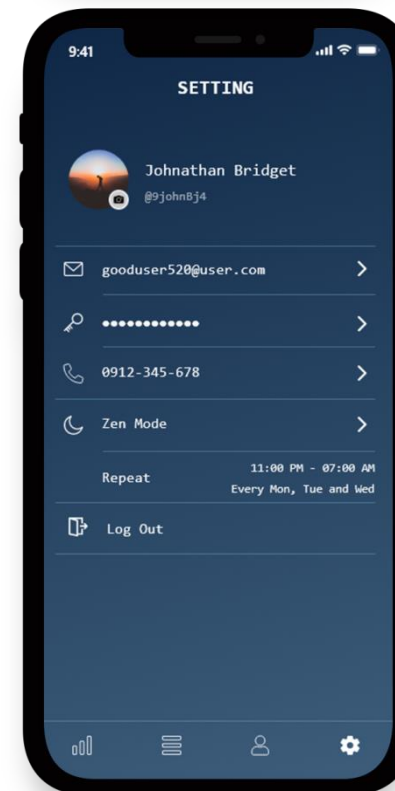 9:41
SETTING
Johnathan Bridget
@9johnBj4
gooduser520@user.com
••••••••••••
0912-345-678
Zen Mode
Repeat
11:00 PM - 07:00 AM
Every Mon, Tue and Wed
Log Out